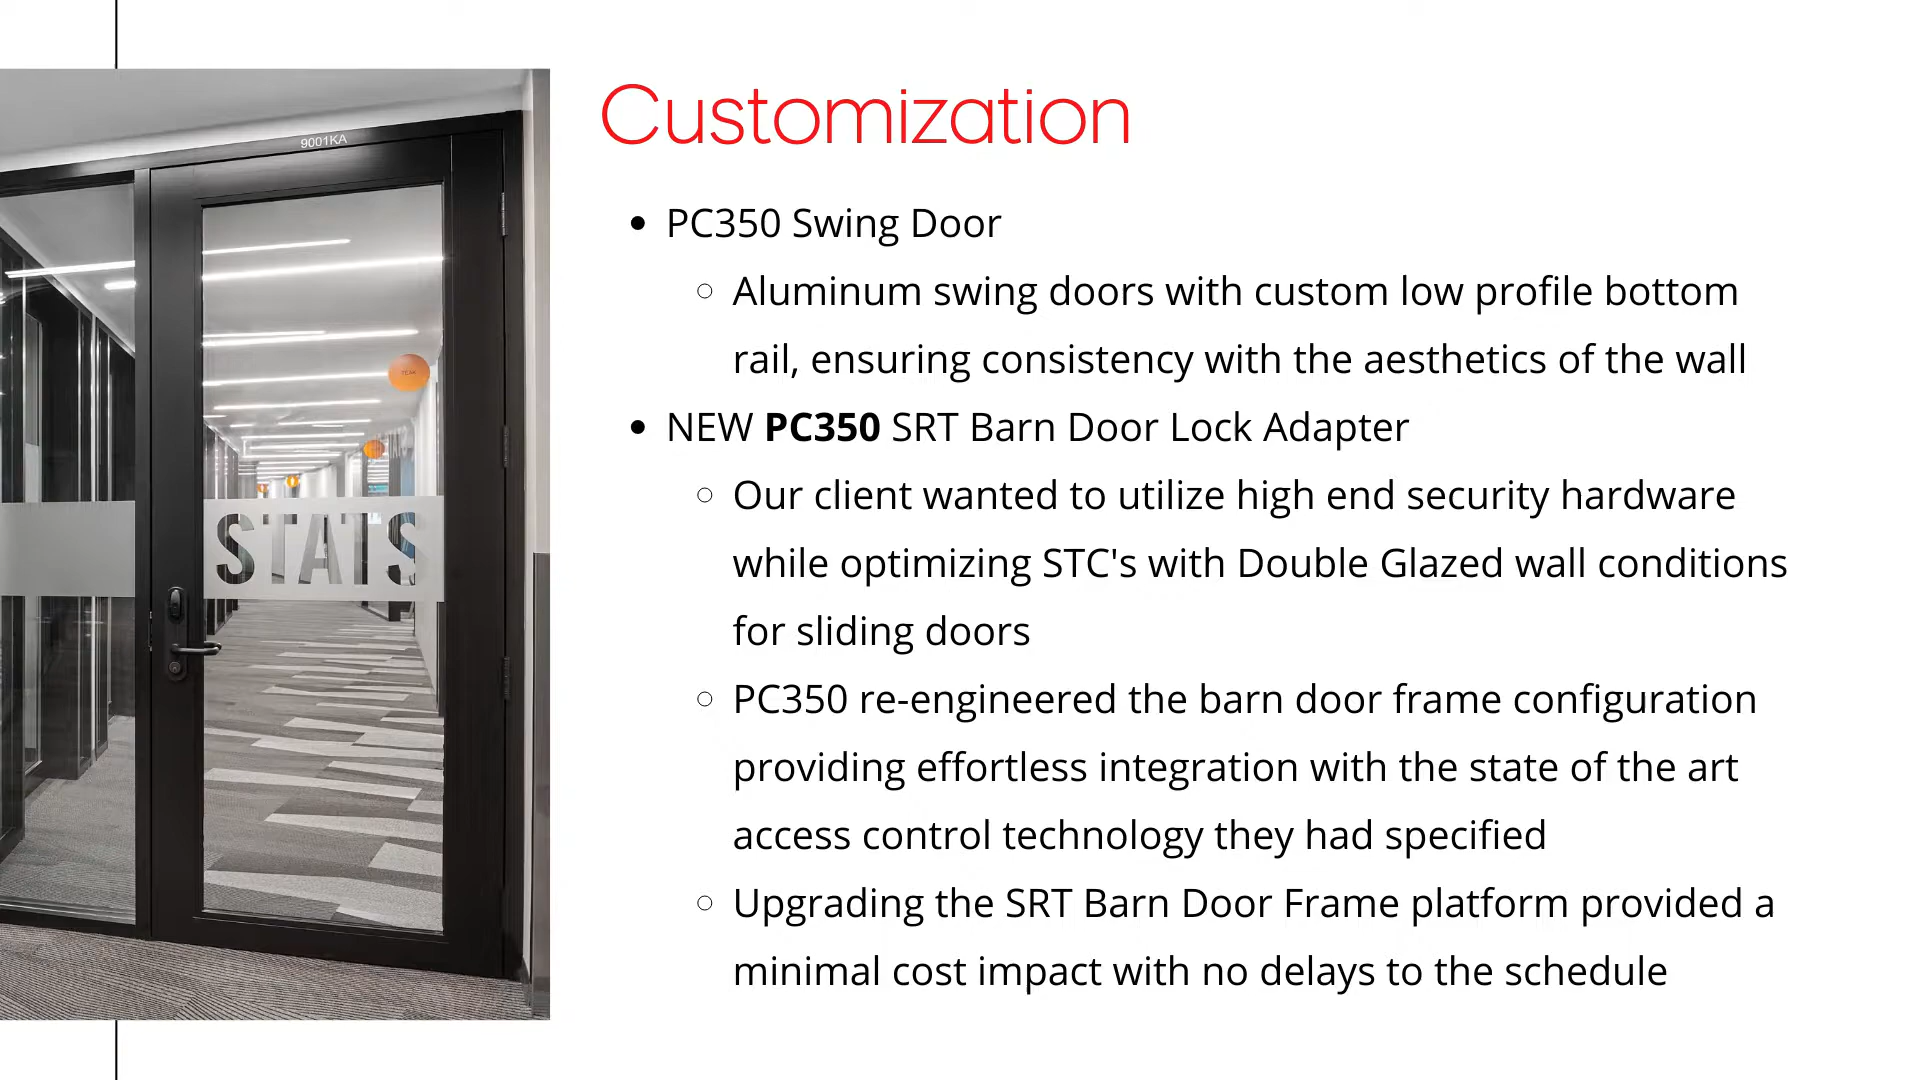 9001KA
STATS
Customization
PC350 Swing Door
Aluminum swing doors with custom low profile bottom
rail, ensuring consistency with the aesthetics of the wall
NEW PC350 SRT Barn Door Lock Adapter
Our client wanted to utilize high end security hardware
while optimizing STC's with Double Glazed wall conditions
for sliding doors
PC350 re-engineered the barn door frame configuration
providing effortless integration with the state of the art
access control technology they had specified
Upgrading the SRT Barn Door Frame platform provided a
minimal cost impact with no delays to the schedule